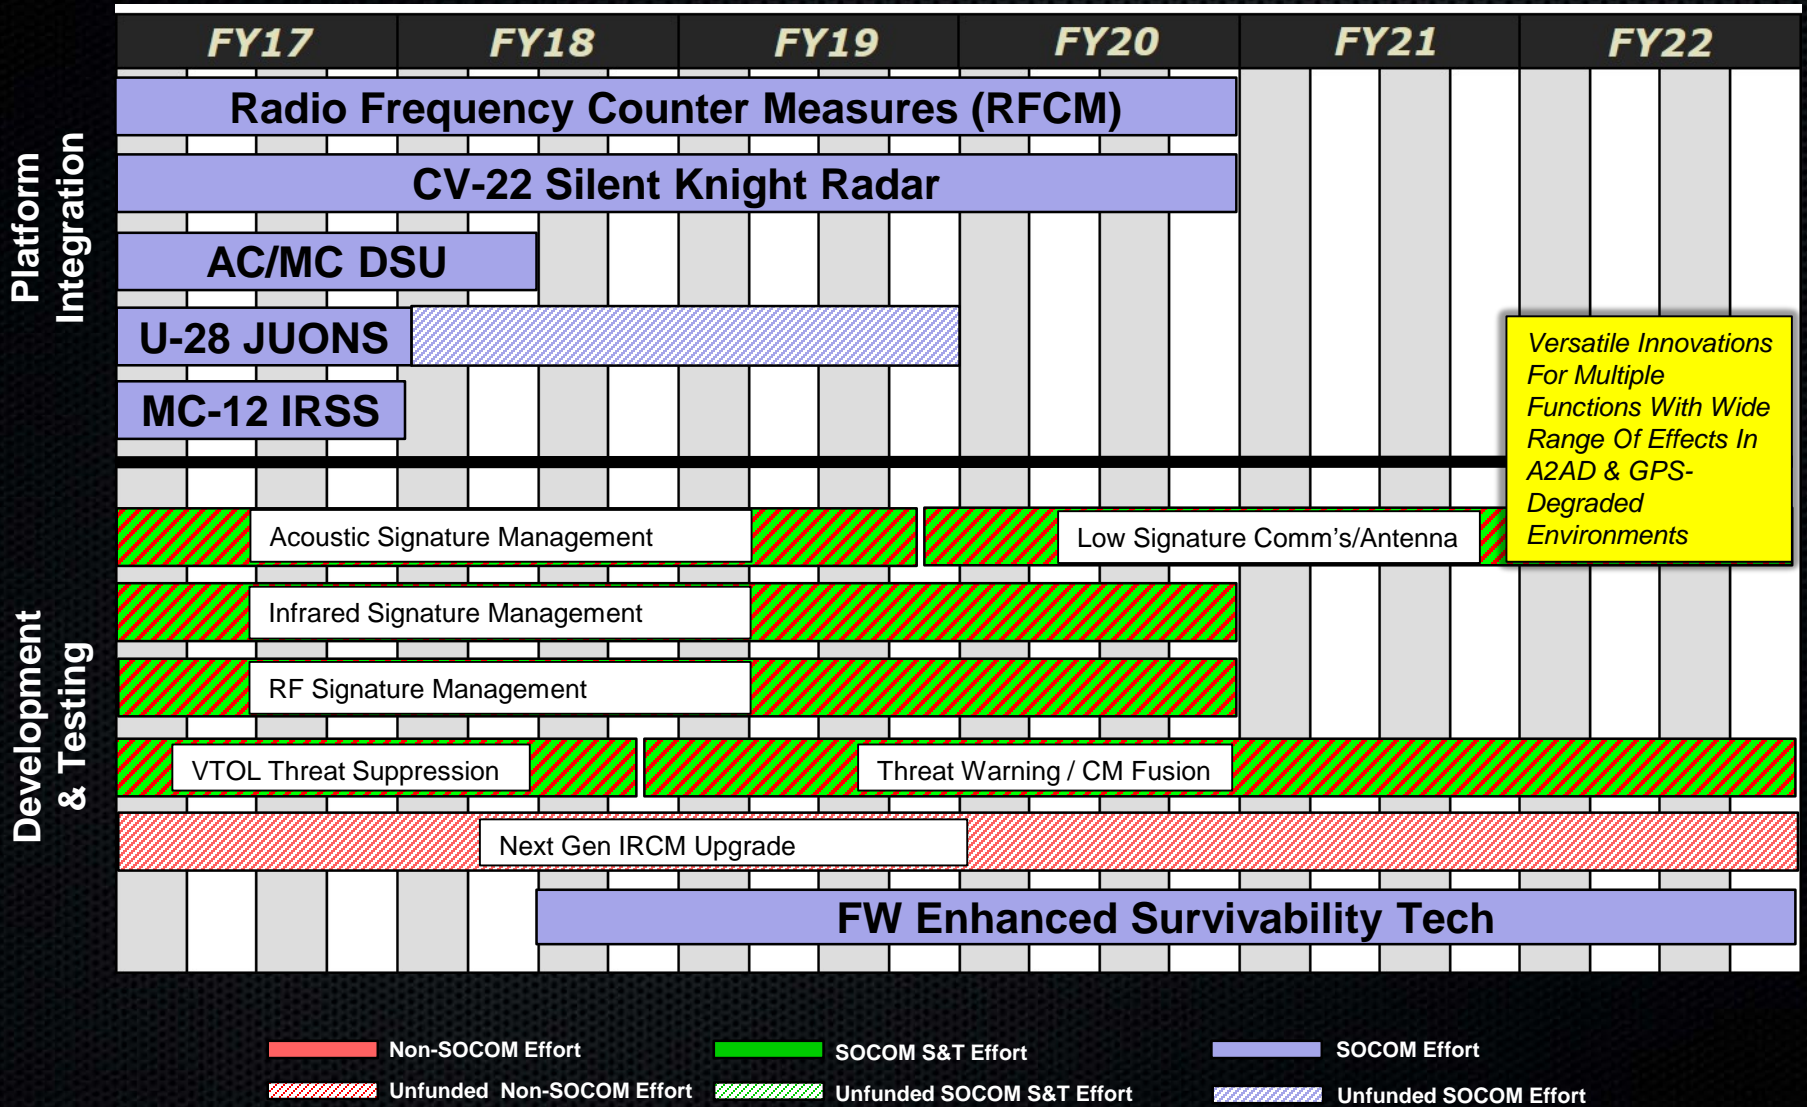 FY17 FY18 FY19 FY20 FY21 FY22
Platform
Integration
Radio Frequency Counter Measures (RFCM)
CV-22 Silent Knight Radar
AC/MC DSU
U-28 JUONS
MC-12 IRSS
Versatile Innovations
For Multiple
Functions With Wide
Range Of Effects In
A2AD & GPS-
Degraded
Environments
Development
& Testing
Acoustic Signature Management
Low Signature Comm's/Antenna
Infrared Signature Management
RF Signature Management
VTOL Threat Suppression
Threat Warning / CM Fusion
Next Gen IRCM Upgrade
FW Enhanced Survivability Tech
Non-SOCOM Effort
SOCOM S&T Effort
SOCOM Effort
Unfunded Non-SOCOM Effort
Unfunded SOCOM S&T Effort
Unfunded SOCOM Effort